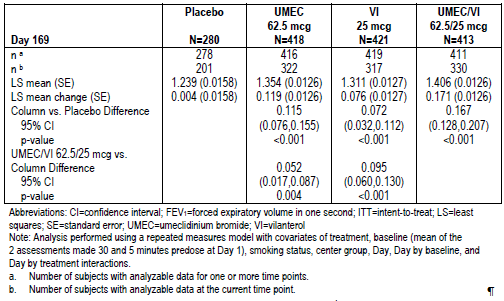 Placebo UMEC VI UMEC/VI
62.5 mcg 25 mcg 62.5/25 mcg
Day 169 N=280 N=418 N=421 N=413
n a 278 416 419 411
n b 201 322 317 330
LS mean (SE) 1.239 (0.0158) 1.354 (0.0126) 1.311 (0.0127) 1.406 (0.0126)
LS mean change (SE) 0.004 (0.0158) 0.119 (0.0126) 0.076 (0.0127) 0.171 (0.0126)
Column vs. Placebo Difference 0.115 0.072 0.167
95% CI (0.076,0.155) (0.032,0.112) (0.128,0.207)
p-value <0.001 <0.001 <0.001
UMEC/VI 62.5/25 mcg vs.
Column Difference 0.052 0.095
95% CI (0.017,0.087) (0.060,0.130)
p-value 0.004 <0.001
Abbreviations: CI=confidence interval; FEV1=forced expiratory volume in one second; ITT=intent-to-treat; LS=least
squares; SE=standard error; UMEC=umeclidinium bromide; VI=vilanterol
Note: Analysis performed using a repeated measures model with covariates of treatment, baseline (mean of the
2 assessments made 30 and 5 minutes predose at Day 1), smoking status, center group, Day, Day by baseline, and
Day by treatment interactions.
a. Number of subjects with analyzable data for one or more time points.
b. Number of subjects with analyzable data at the current time point. ¶